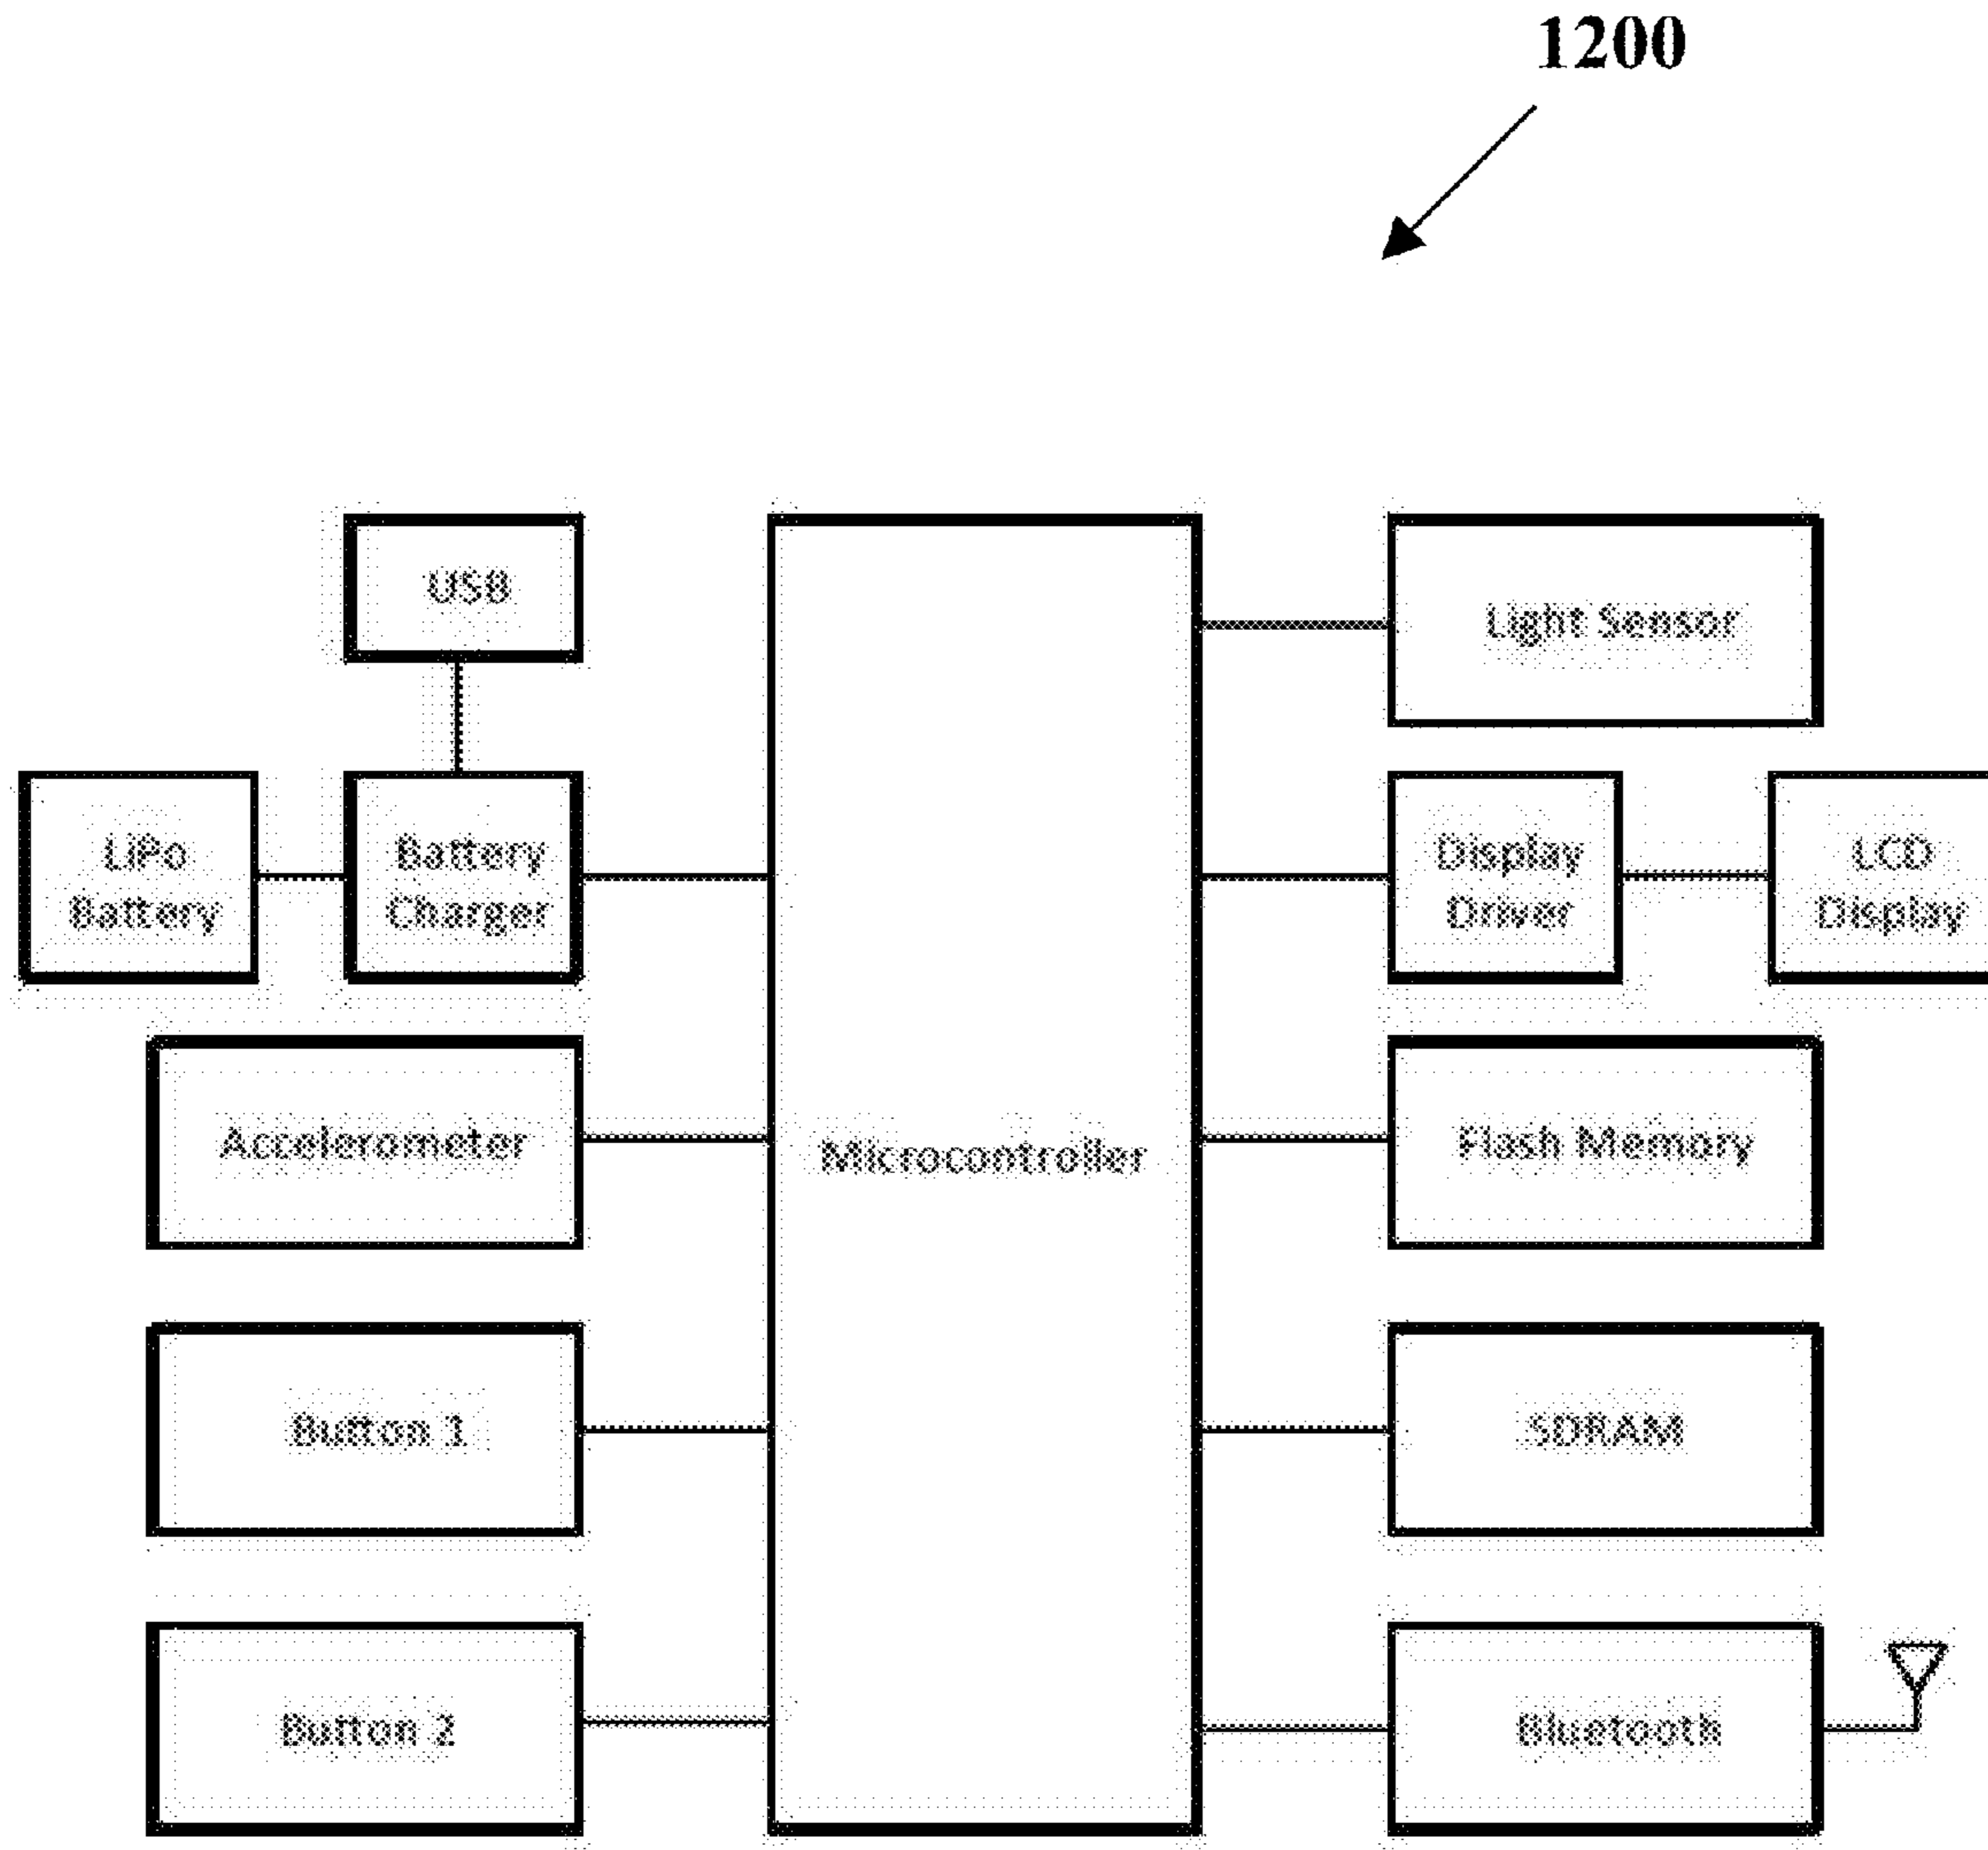 1200
USB
Light Sensor
LiPo
Battery
Battery
Charger
Display
Driver
LCD
Display
Accelerometer
Microcontroller
Flash Memory
Button 1
SDRAM
Button 2
Bluetooth